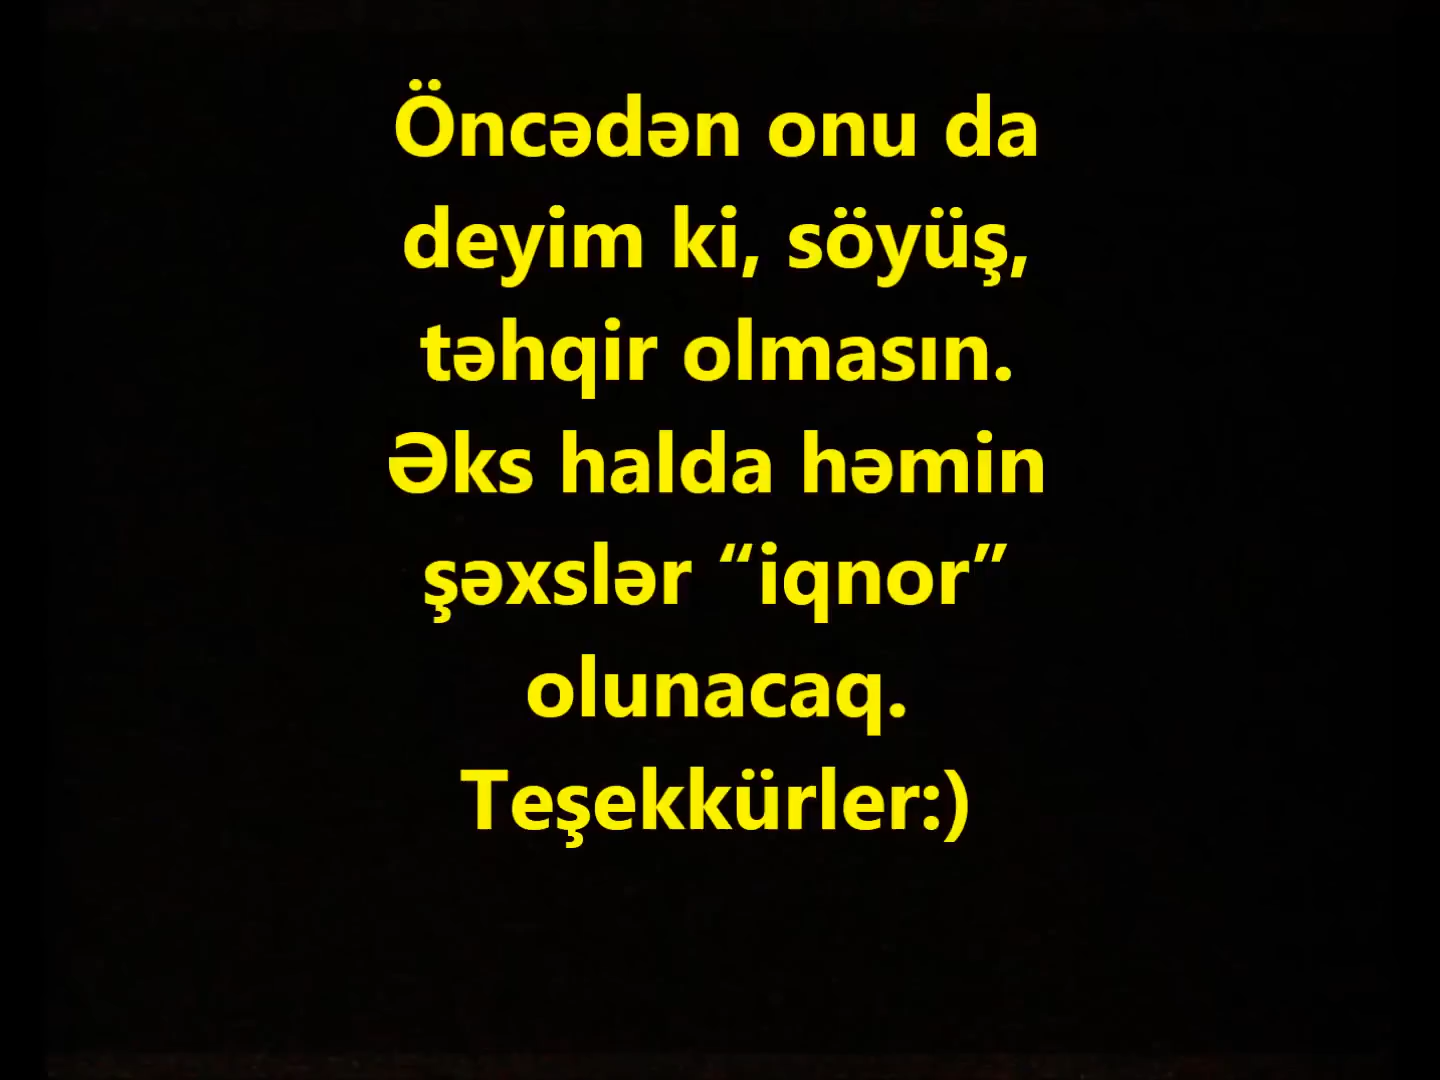 Öncədən onu da
deyim ki, söyüş,
təhqir olmasın.
Əks halda həmin
şəxslər “iqnor”
olunacaq.
Teşekkürler:)